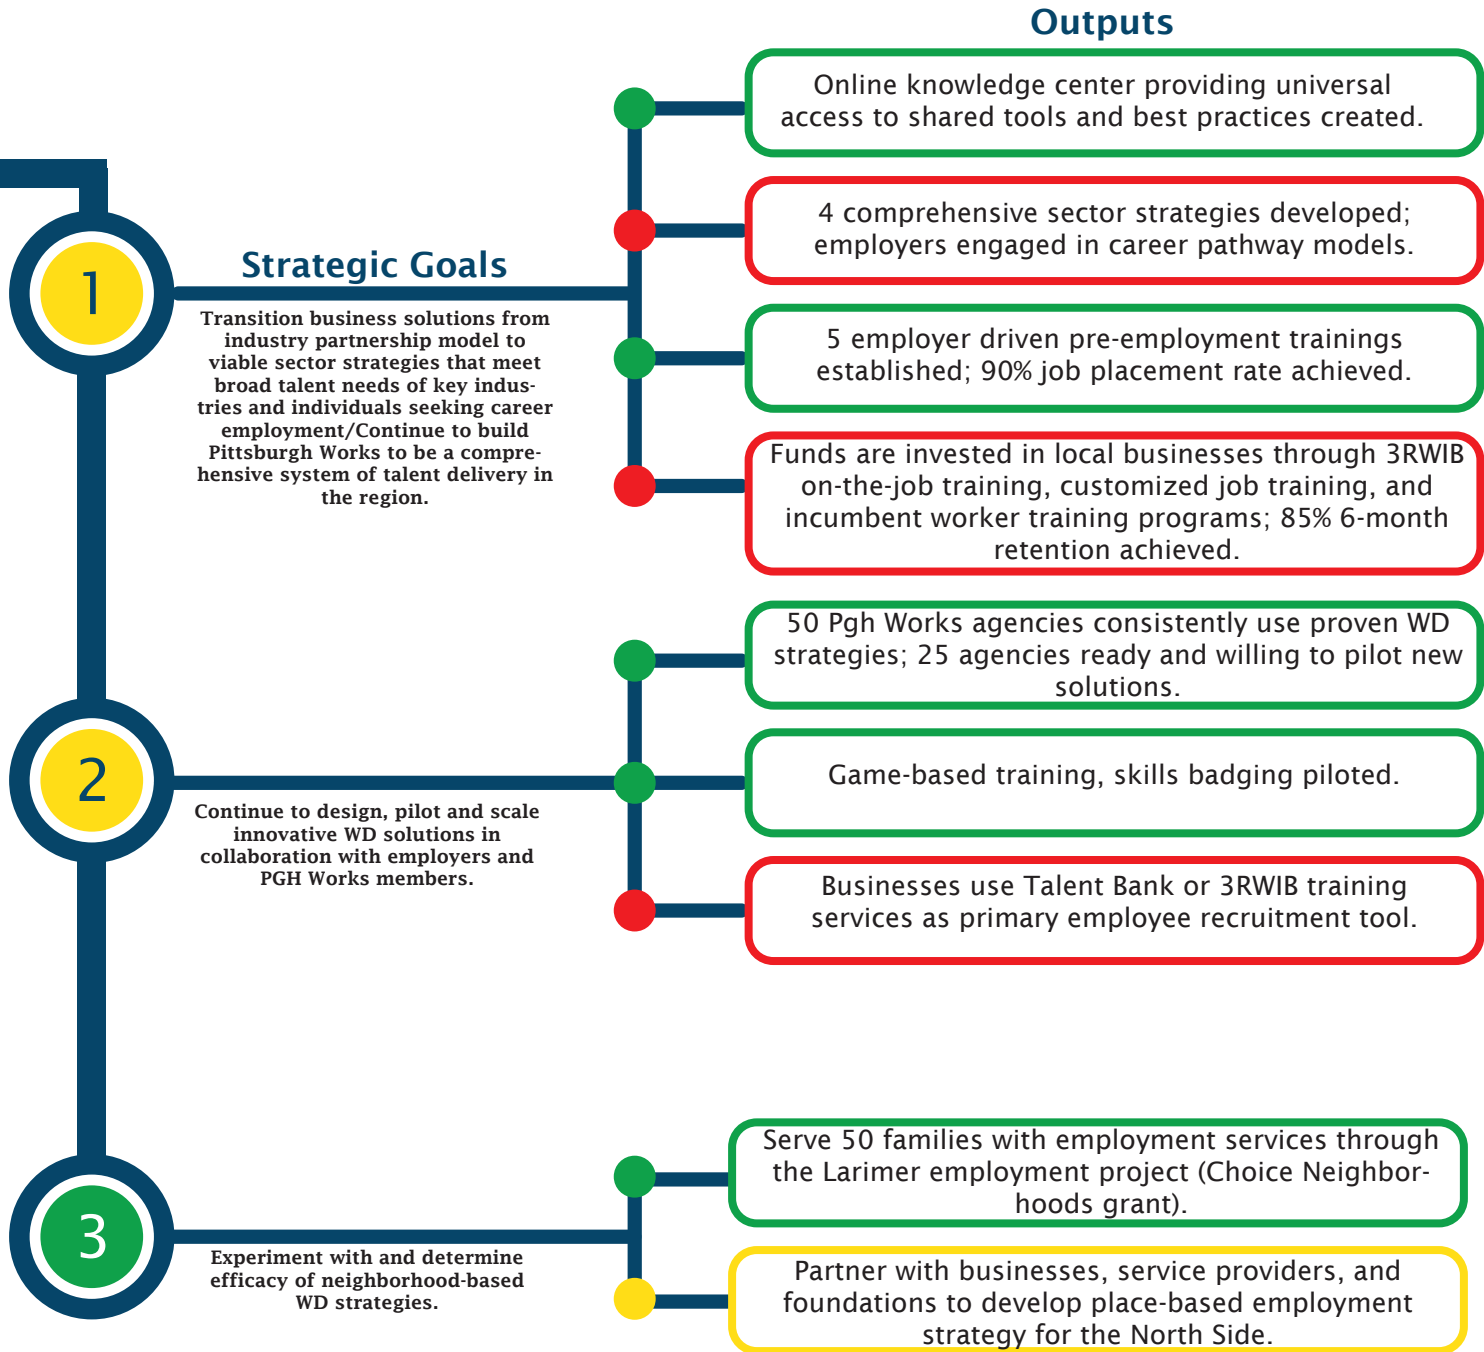 Outputs
Online knowledge center providing universal
access to shared tools and best practices created.
4 comprehensive sector strategies developed;
employers engaged in career pathway models.
1
Strategic Goals
Transition business solutions from
industry partnership model to
viable sector strategies that meet
broad talent needs of key indus-
tries and individuals seeking career
employment/Continue to build
Pittsburgh Works to be a compre-
hensive system of talent delivery in
the region.
5 employer driven pre-employment trainings
established; 90% job placement rate achieved.
Funds are invested in local businesses through 3RWIB
on-the-job training, customized job training, and
incumbent worker training programs; 85% 6-month
retention achieved.
50 Pgh Works agencies consistently use proven WD
strategies; 25 agencies ready and willing to pilot new
solutions.
2
Continue to design, pilot and scale
innovative WD solutions in
collaboration with employers and
PGH Works members.
Game-based training, skills badging piloted.
Businesses use Talent Bank or 3RWIB training
services as primary employee recruitment tool.
3
Experiment with and determine
efficacy of neighborhood-based
WD strategies.
Serve 50 families with employment services through
the Larimer employment project (Choice Neighbor-
hoods grant).
Partner with businesses, service providers, and
foundations to develop place-based employment
strategy for the North Side.